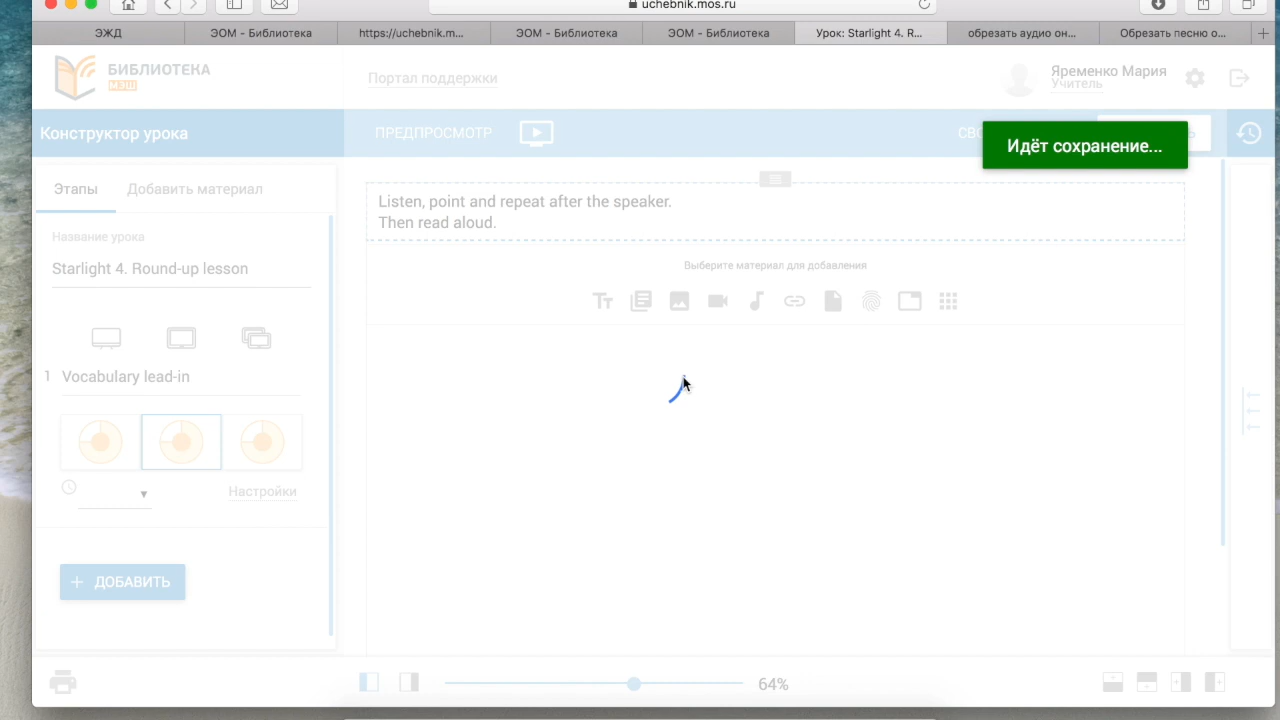 uchebnik.mos.ru
ЭЖД
ЭОМ - Библиотека
https://uchebnik.m...
ЭОМ - Библиотека
ЭОМ - Библиотека
Урок: Starlight 4. R...
обрезать аудио он...
Обрезать песню о...
БИБЛИОТЕКА
МЭШ
Портал поддержки
Яременко Мария
Учитель
Конструктор урока
ПРЕДПРОСМОТР
Идёт сохранение...
Этапы
Добавить материал
Listen, point and repeat after the speaker.
Then read aloud.
Название урока
Starlight 4. Round-up lesson
Выберите материал для добавления
1 Vocabulary lead-in
Настройки
+ ДОБАВИТЬ
64%